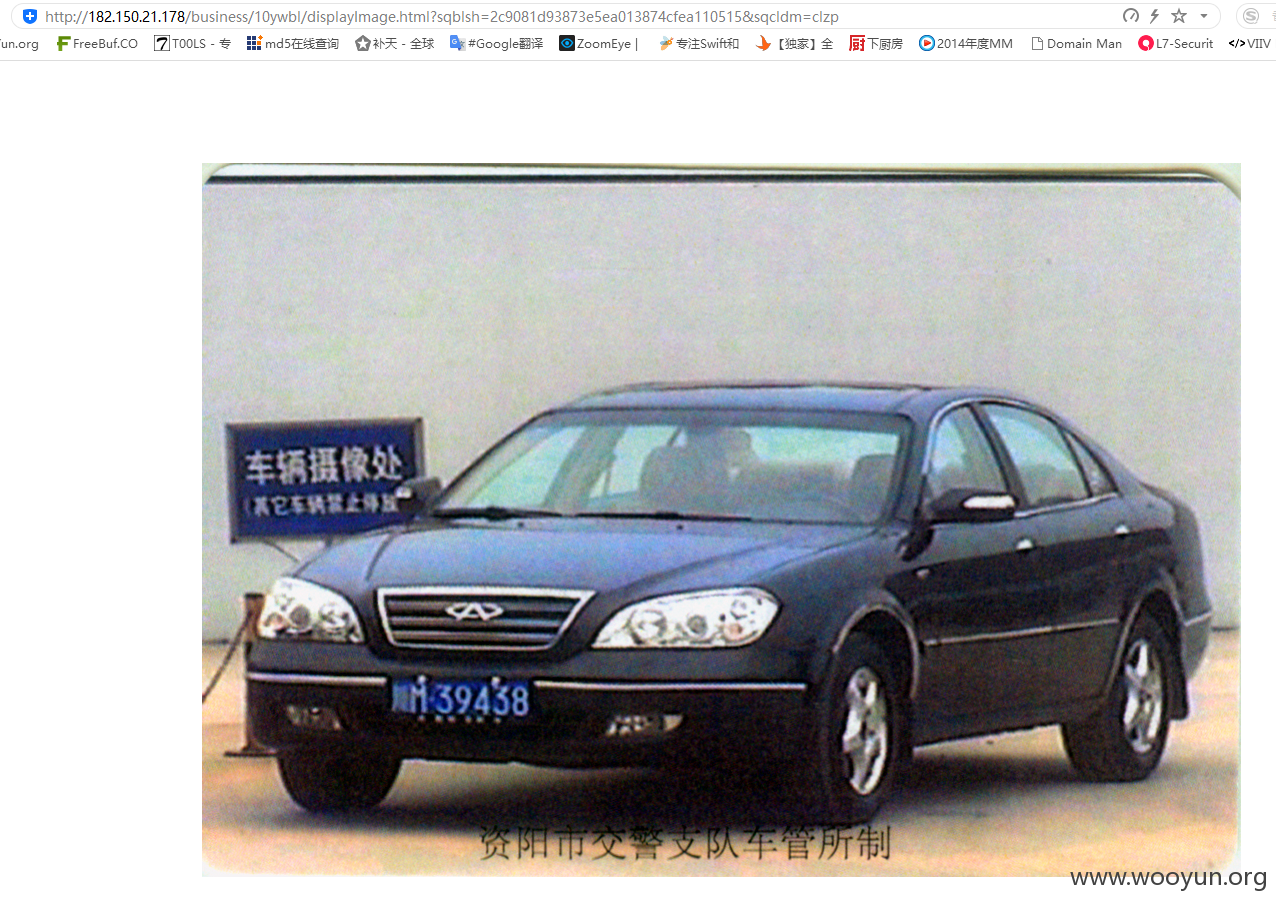 http://182.150.21.178/business/10ywbl/displayImage.html?sqblsh=2c9081d93873e5ea013874cfea110515&sqcldm=clzp
un.org FreeBuf.CO T00LS - 专 md5在线查询 补天 - 全球 #Google翻译 ZoomEye | 专注Swift和 【独家】全 下厨房 2014年度MM Domain Man L7-Securit VIIV
车辆摄像处
(其它车辆禁止停放
川M·39438
资阳市交警支队车管所制
www.wooyun.org